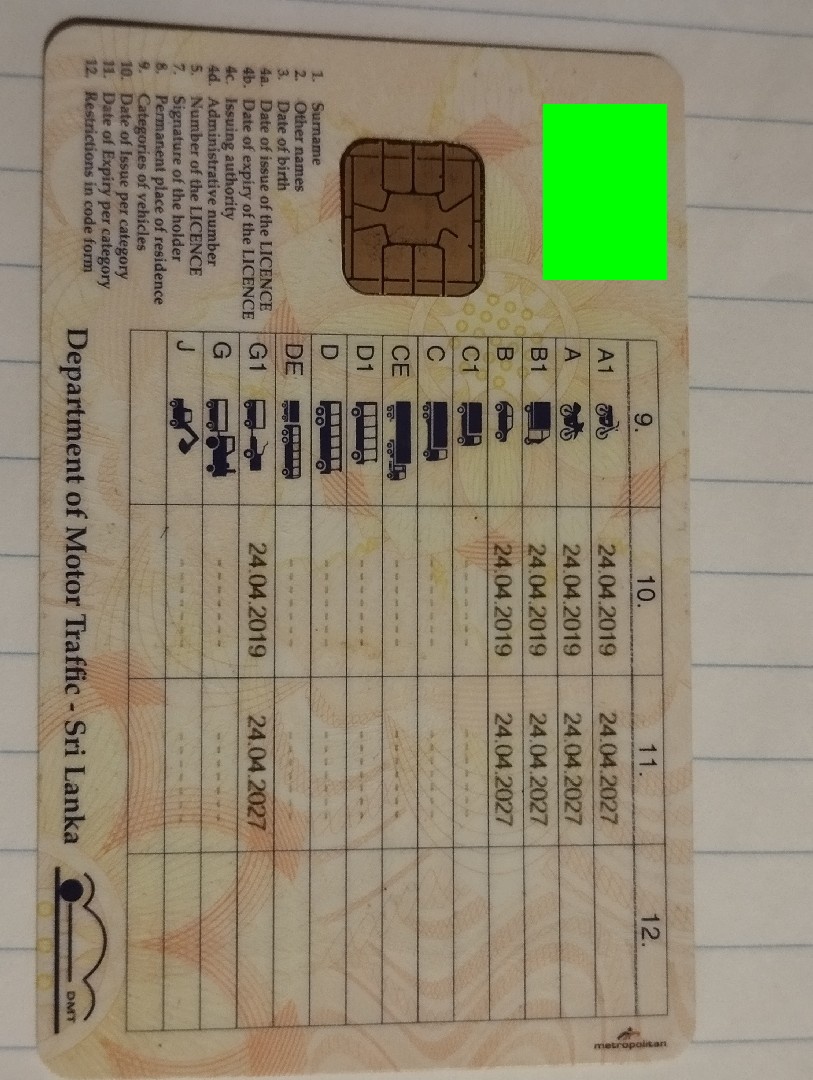 1. Surname
2. Other names
3. Date of birth
4a. Date of issue of the LICENCE
4b. Date of expiry of the LICENCE
4c. Issuing authority
4d. Administrative number
5. Number of the LICENCE
7. Signature of the holder
8. Permanent place of residence
9. Categories of vehicles
10. Date of Issue per category
11. Date of Expiry per category
12. Restrictions in code form
9. 10. 11. 12.
A1 24.04.2019 24.04.2027
A 24.04.2019 24.04.2027
B1 24.04.2019 24.04.2027
B 24.04.2019 24.04.2027
C1 ------- -------
C ------- -------
CE ------- -------
D1 ------- -------
D ------- -------
DE ------- -------
G1 24.04.2019 24.04.2027
G ------- -------
J ------- -------
Department of Motor Traffic - Sri Lanka
DMT
metropolitan